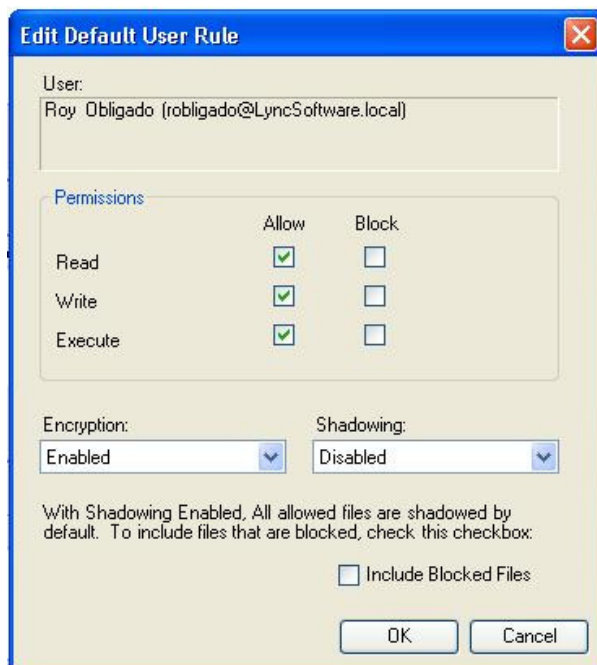 Edit Default User Rule
User:
Roy Obligado (robligado@LyncSoftware.local)
Permissions
Allow Block
Read
Write
Execute
Encryption: Shadowing:
Enabled Disabled
With Shadowing Enabled, All allowed files are shadowed by
default. To include files that are blocked, check this checkbox:
Include Blocked Files
OK Cancel